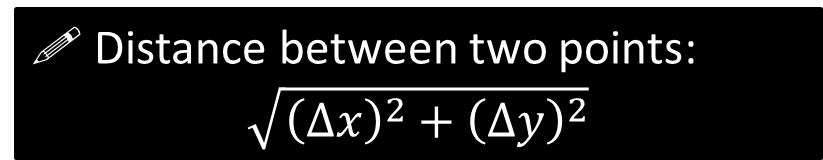 Distance between two points:
√(Δx)² + (Δy)²